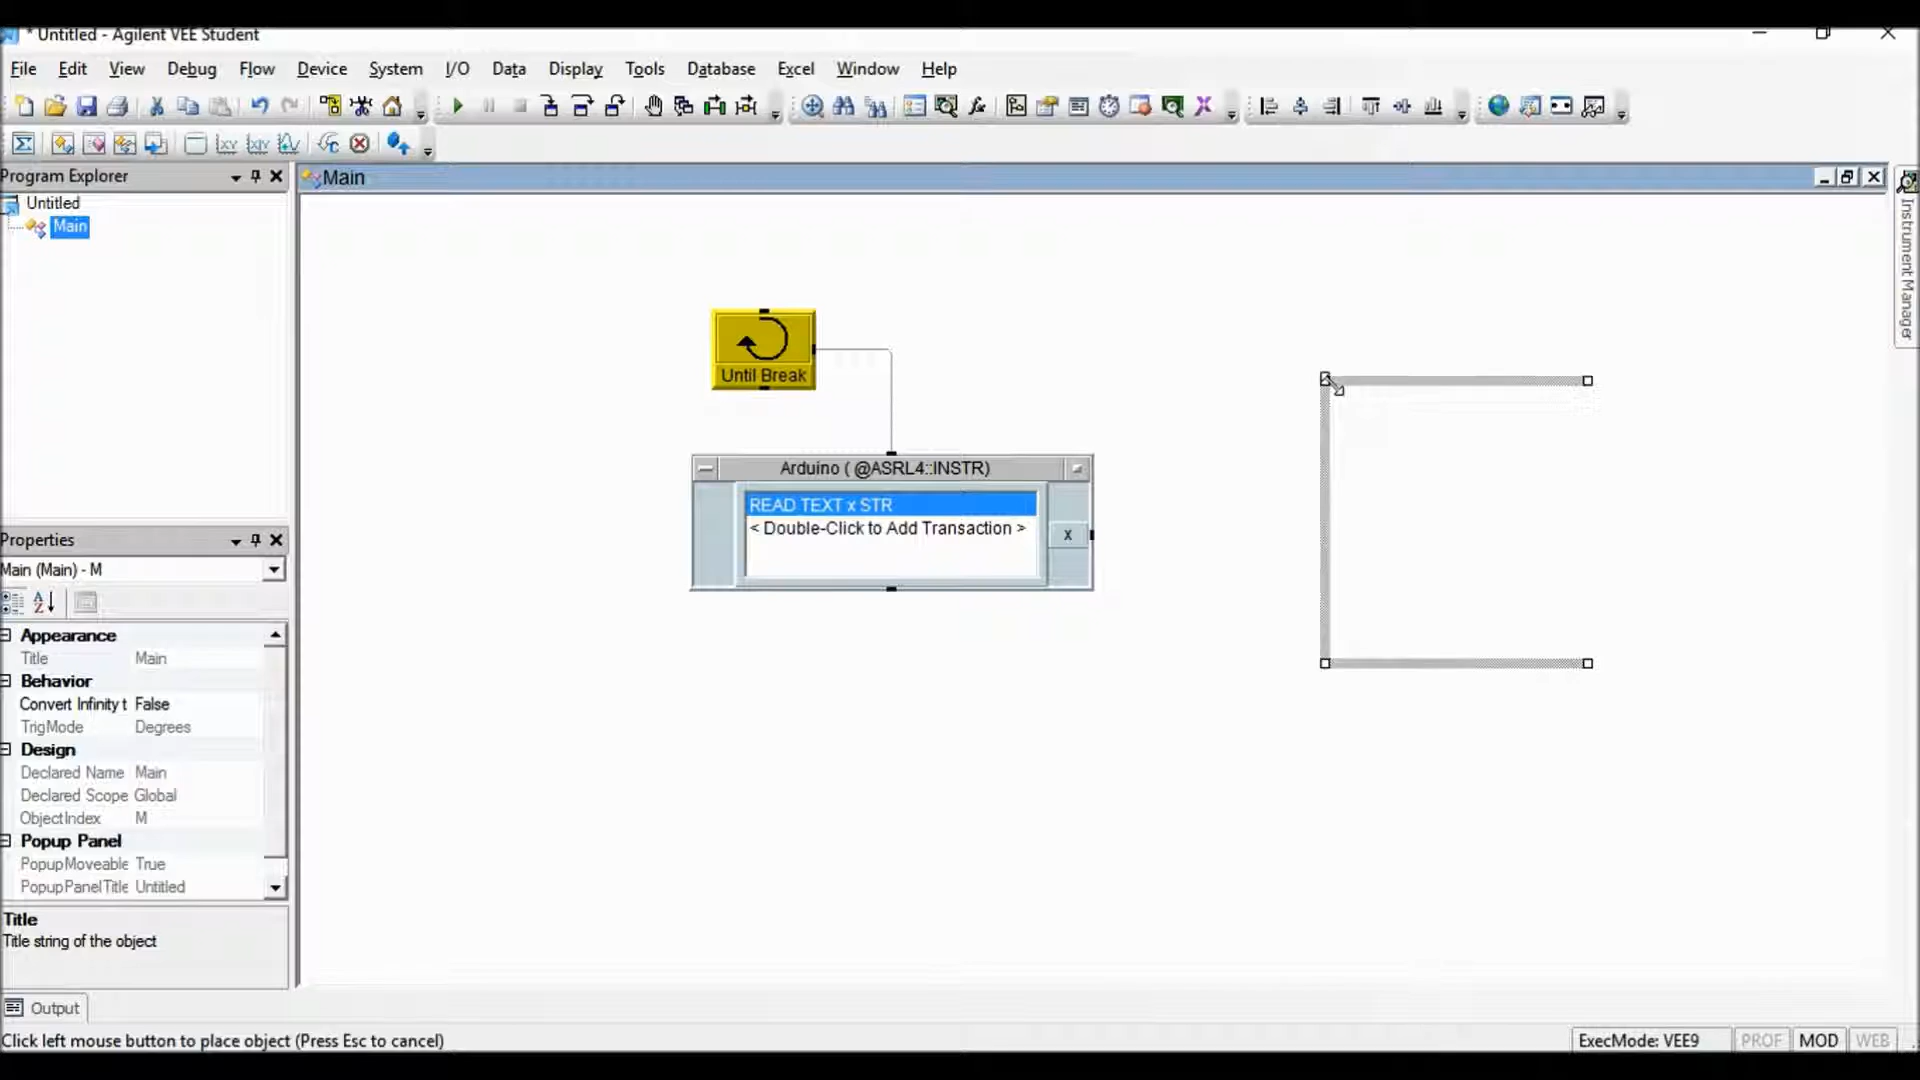 * Untitled - Agilent VEE Student
File Edit View Debug Flow Device System I/O Data Display Tools Database Excel Window Help
Program Explorer
Main
Untitled
Main
Instrument Manager
Until Break
Arduino ( @ASRL4::INSTR)
READ TEXT x STR
< Double-Click to Add Transaction >
x
Properties
Main (Main) - M
Appearance
Title Main
Behavior
Convert Infinity t False
TrigMode Degrees
Design
Declared Name Main
Declared Scope Global
ObjectIndex M
Popup Panel
PopupMoveable True
PopupPanelTitle Untitled
Title
Title string of the object
Output
Click left mouse button to place object (Press Esc to cancel)
ExecMode: VEE9 PROF MOD WEB